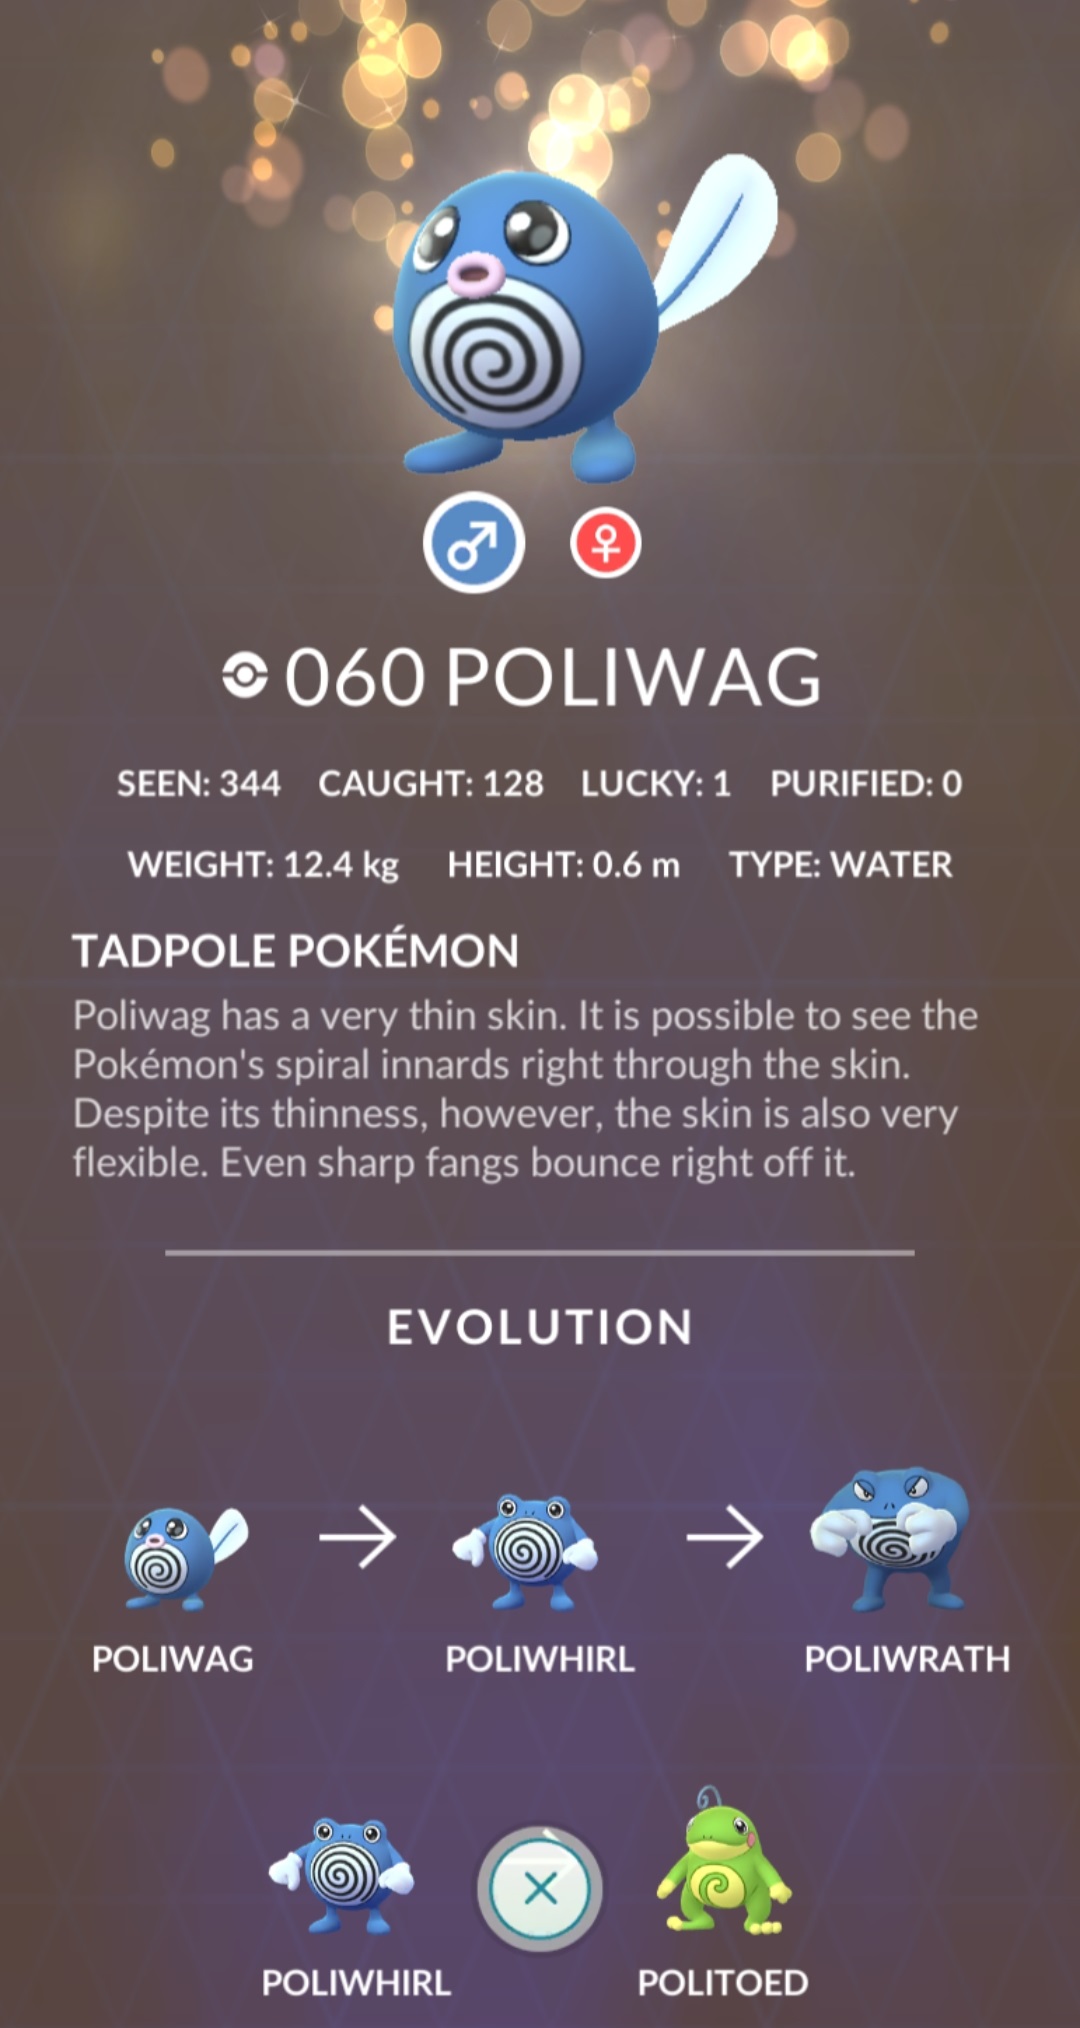 060 POLIWAG
SEEN: 344 CAUGHT: 128 LUCKY: 1 PURIFIED: 0
WEIGHT: 12.4 kg HEIGHT: 0.6 m TYPE: WATER
TADPOLE POKÉMON
Poliwag has a very thin skin. It is possible to see the
Pokémon's spiral innards right through the skin.
Despite its thinness, however, the skin is also very
flexible. Even sharp fangs bounce right off it.
EVOLUTION
POLIWAG POLIWHIRL POLIWRATH
POLIWHIRL POLITOED